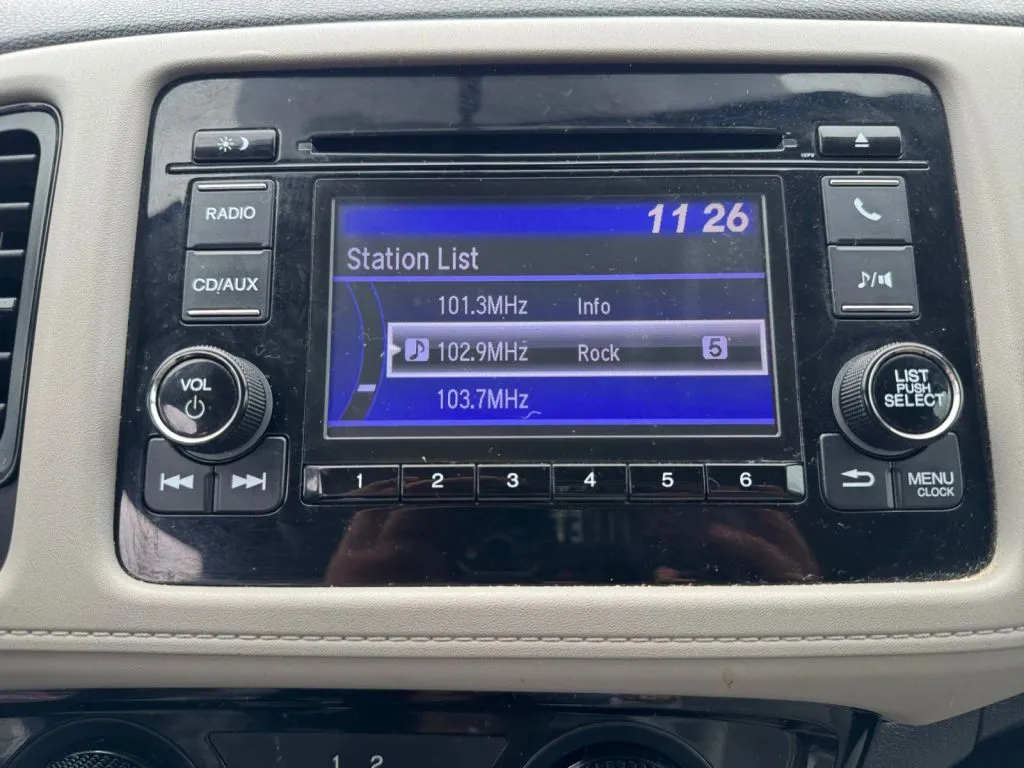 11 26
RADIO
Station List
CD/AUX
101.3MHz Info
102.9MHz Rock 5
103.7MHz
VOL
LIST
PUSH
SELECT
1 2 3 4 5 6
MENU
CLOCK
1 2